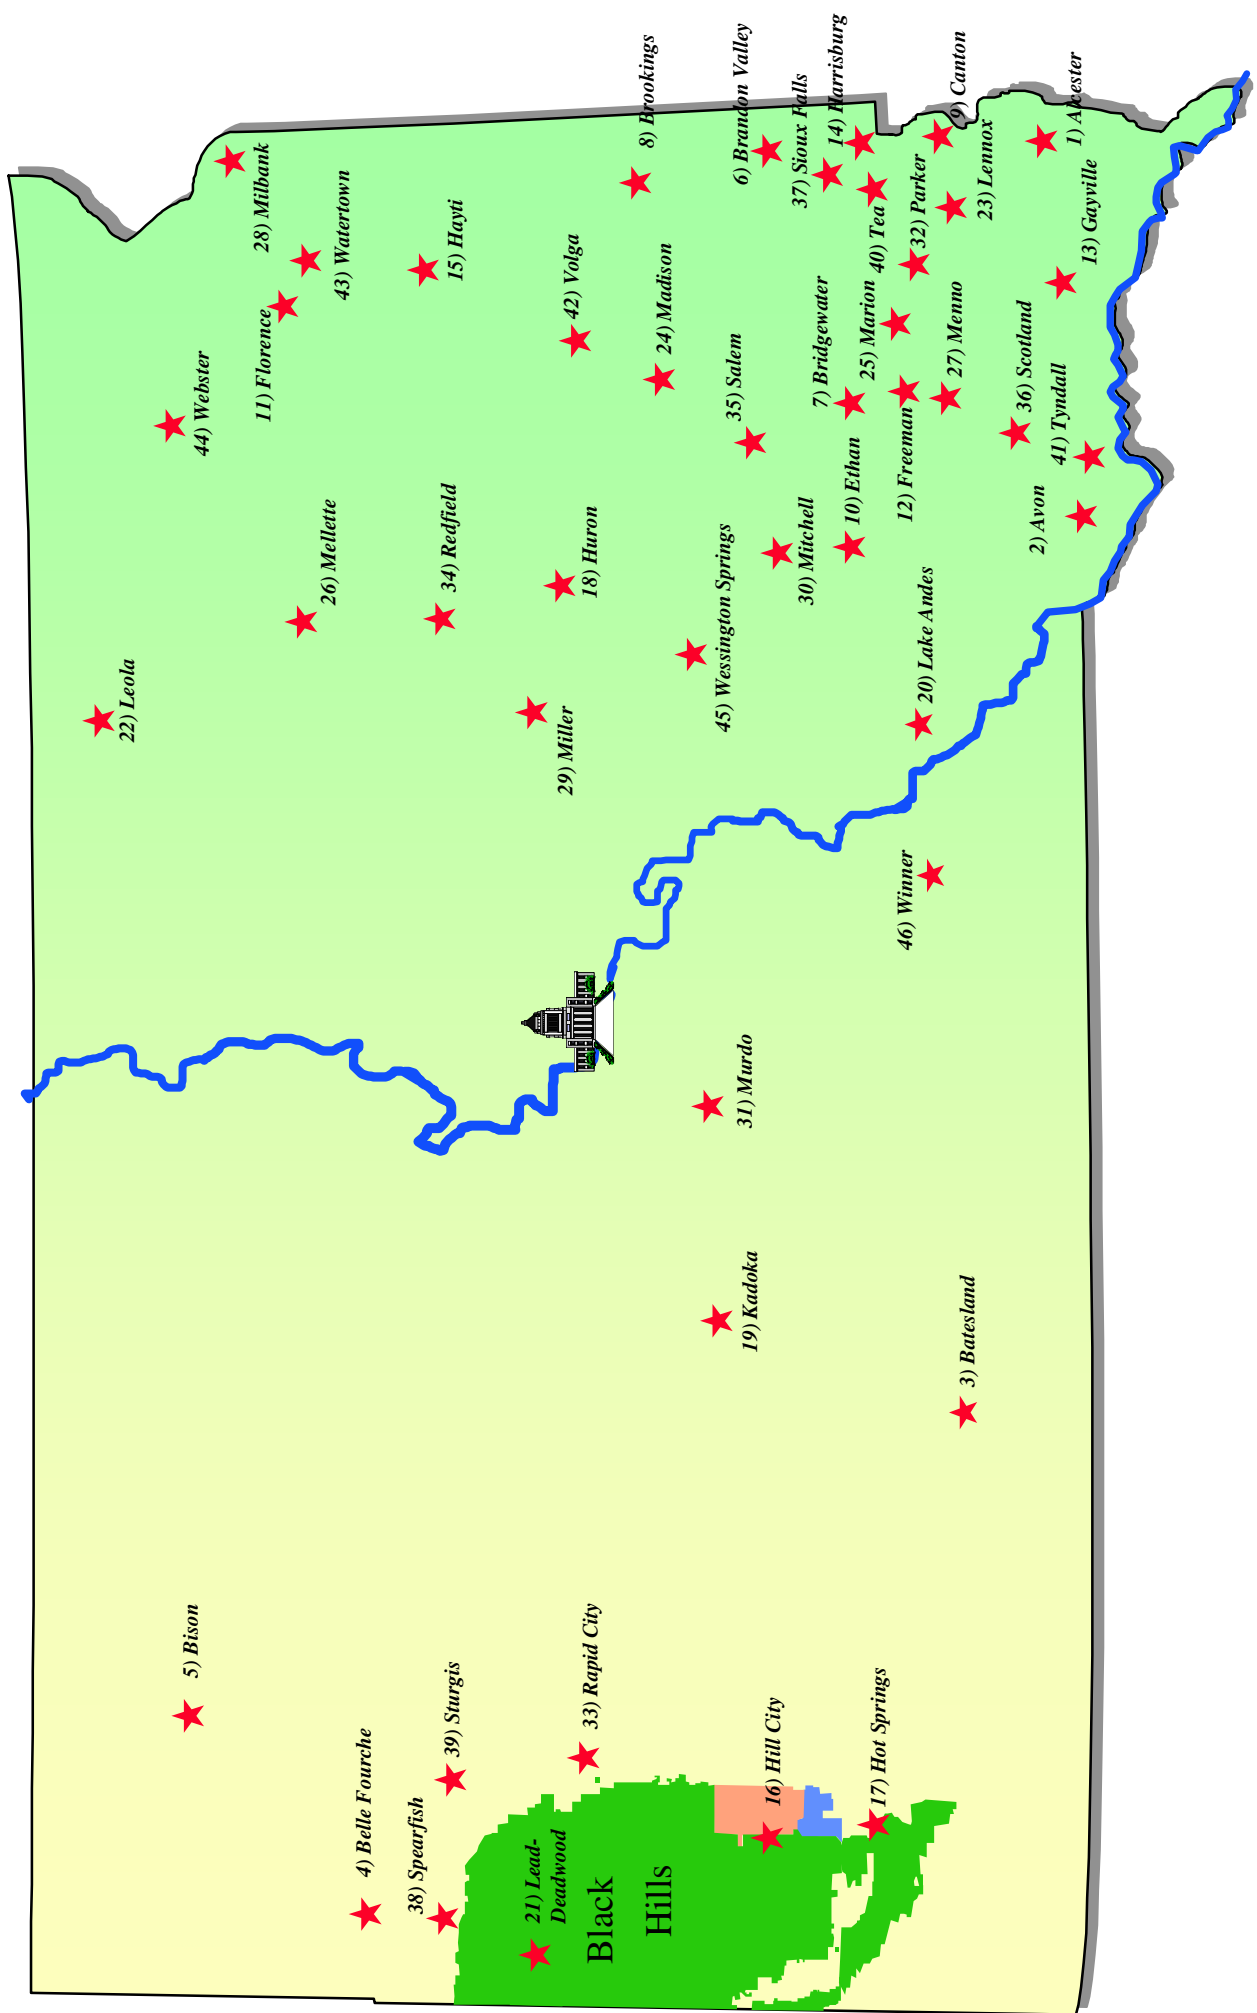 22) Leola
44) Webster
28) Milbank
5) Bison
26) Mellette
11) Florence
43) Watertown
4) Belle Fourche
34) Redfield
15) Hayti
38) Spearfish
39) Sturgis
29) Miller
18) Huron
42) Volga
8) Brookings
21) Lead-
Deadwood
33) Rapid City
Black
Hills
24) Madison
45) Wessington Springs
35) Salem
6) Brandon Valley
19) Kadoka
31) Murdo
30) Mitchell
37) Sioux Falls
16) Hill City
7) Bridgewater
14) Harrisburg
10) Ethan
25) Marion
40) Tea
17) Hot Springs
46) Winner
20) Lake Andes
12) Freeman
32) Parker
3) Batesland
27) Menno
23) Lennox
9) Canton
36) Scotland
2) Avon
41) Tyndall
13) Gayville
1) Alcester